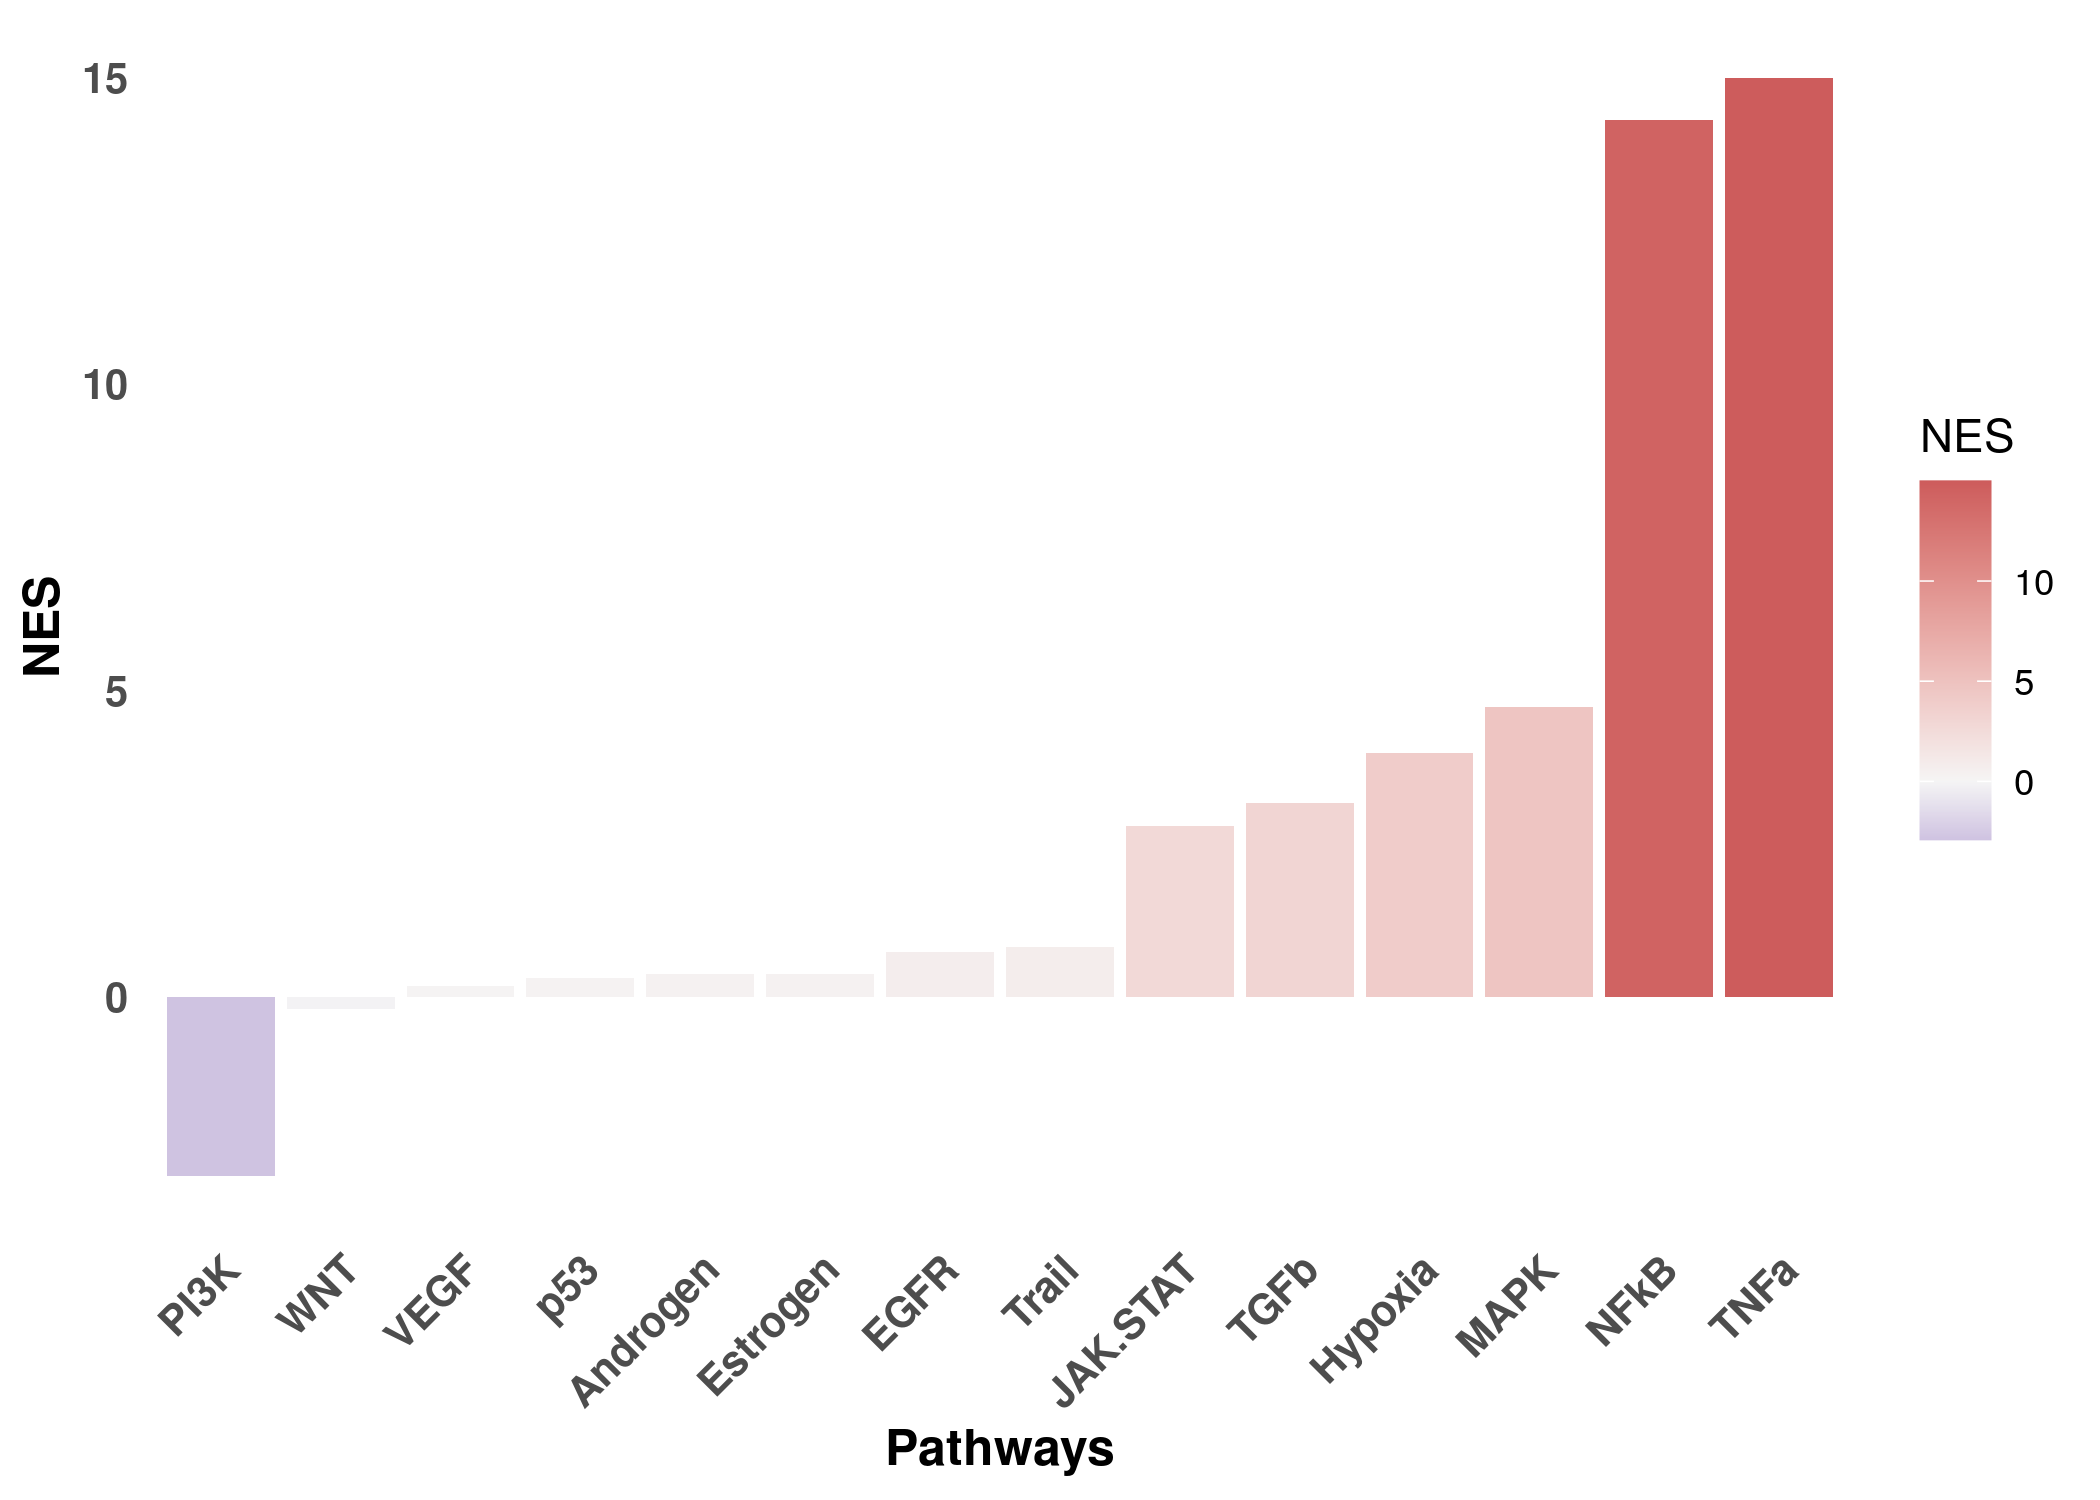 15
10
5
0
NES
PI3K
WNT
VEGF
p53
Androgen
Estrogen
EGFR
Trail
JAK.STAT
TGFb
Hypoxia
MAPK
NFkB
TNFa
Pathways
NES
10
5
0